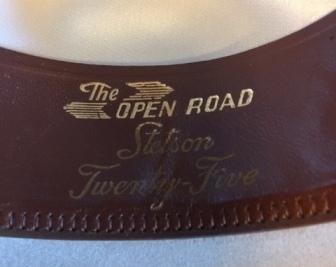 The
OPEN ROAD
Stetson
Twenty-Five